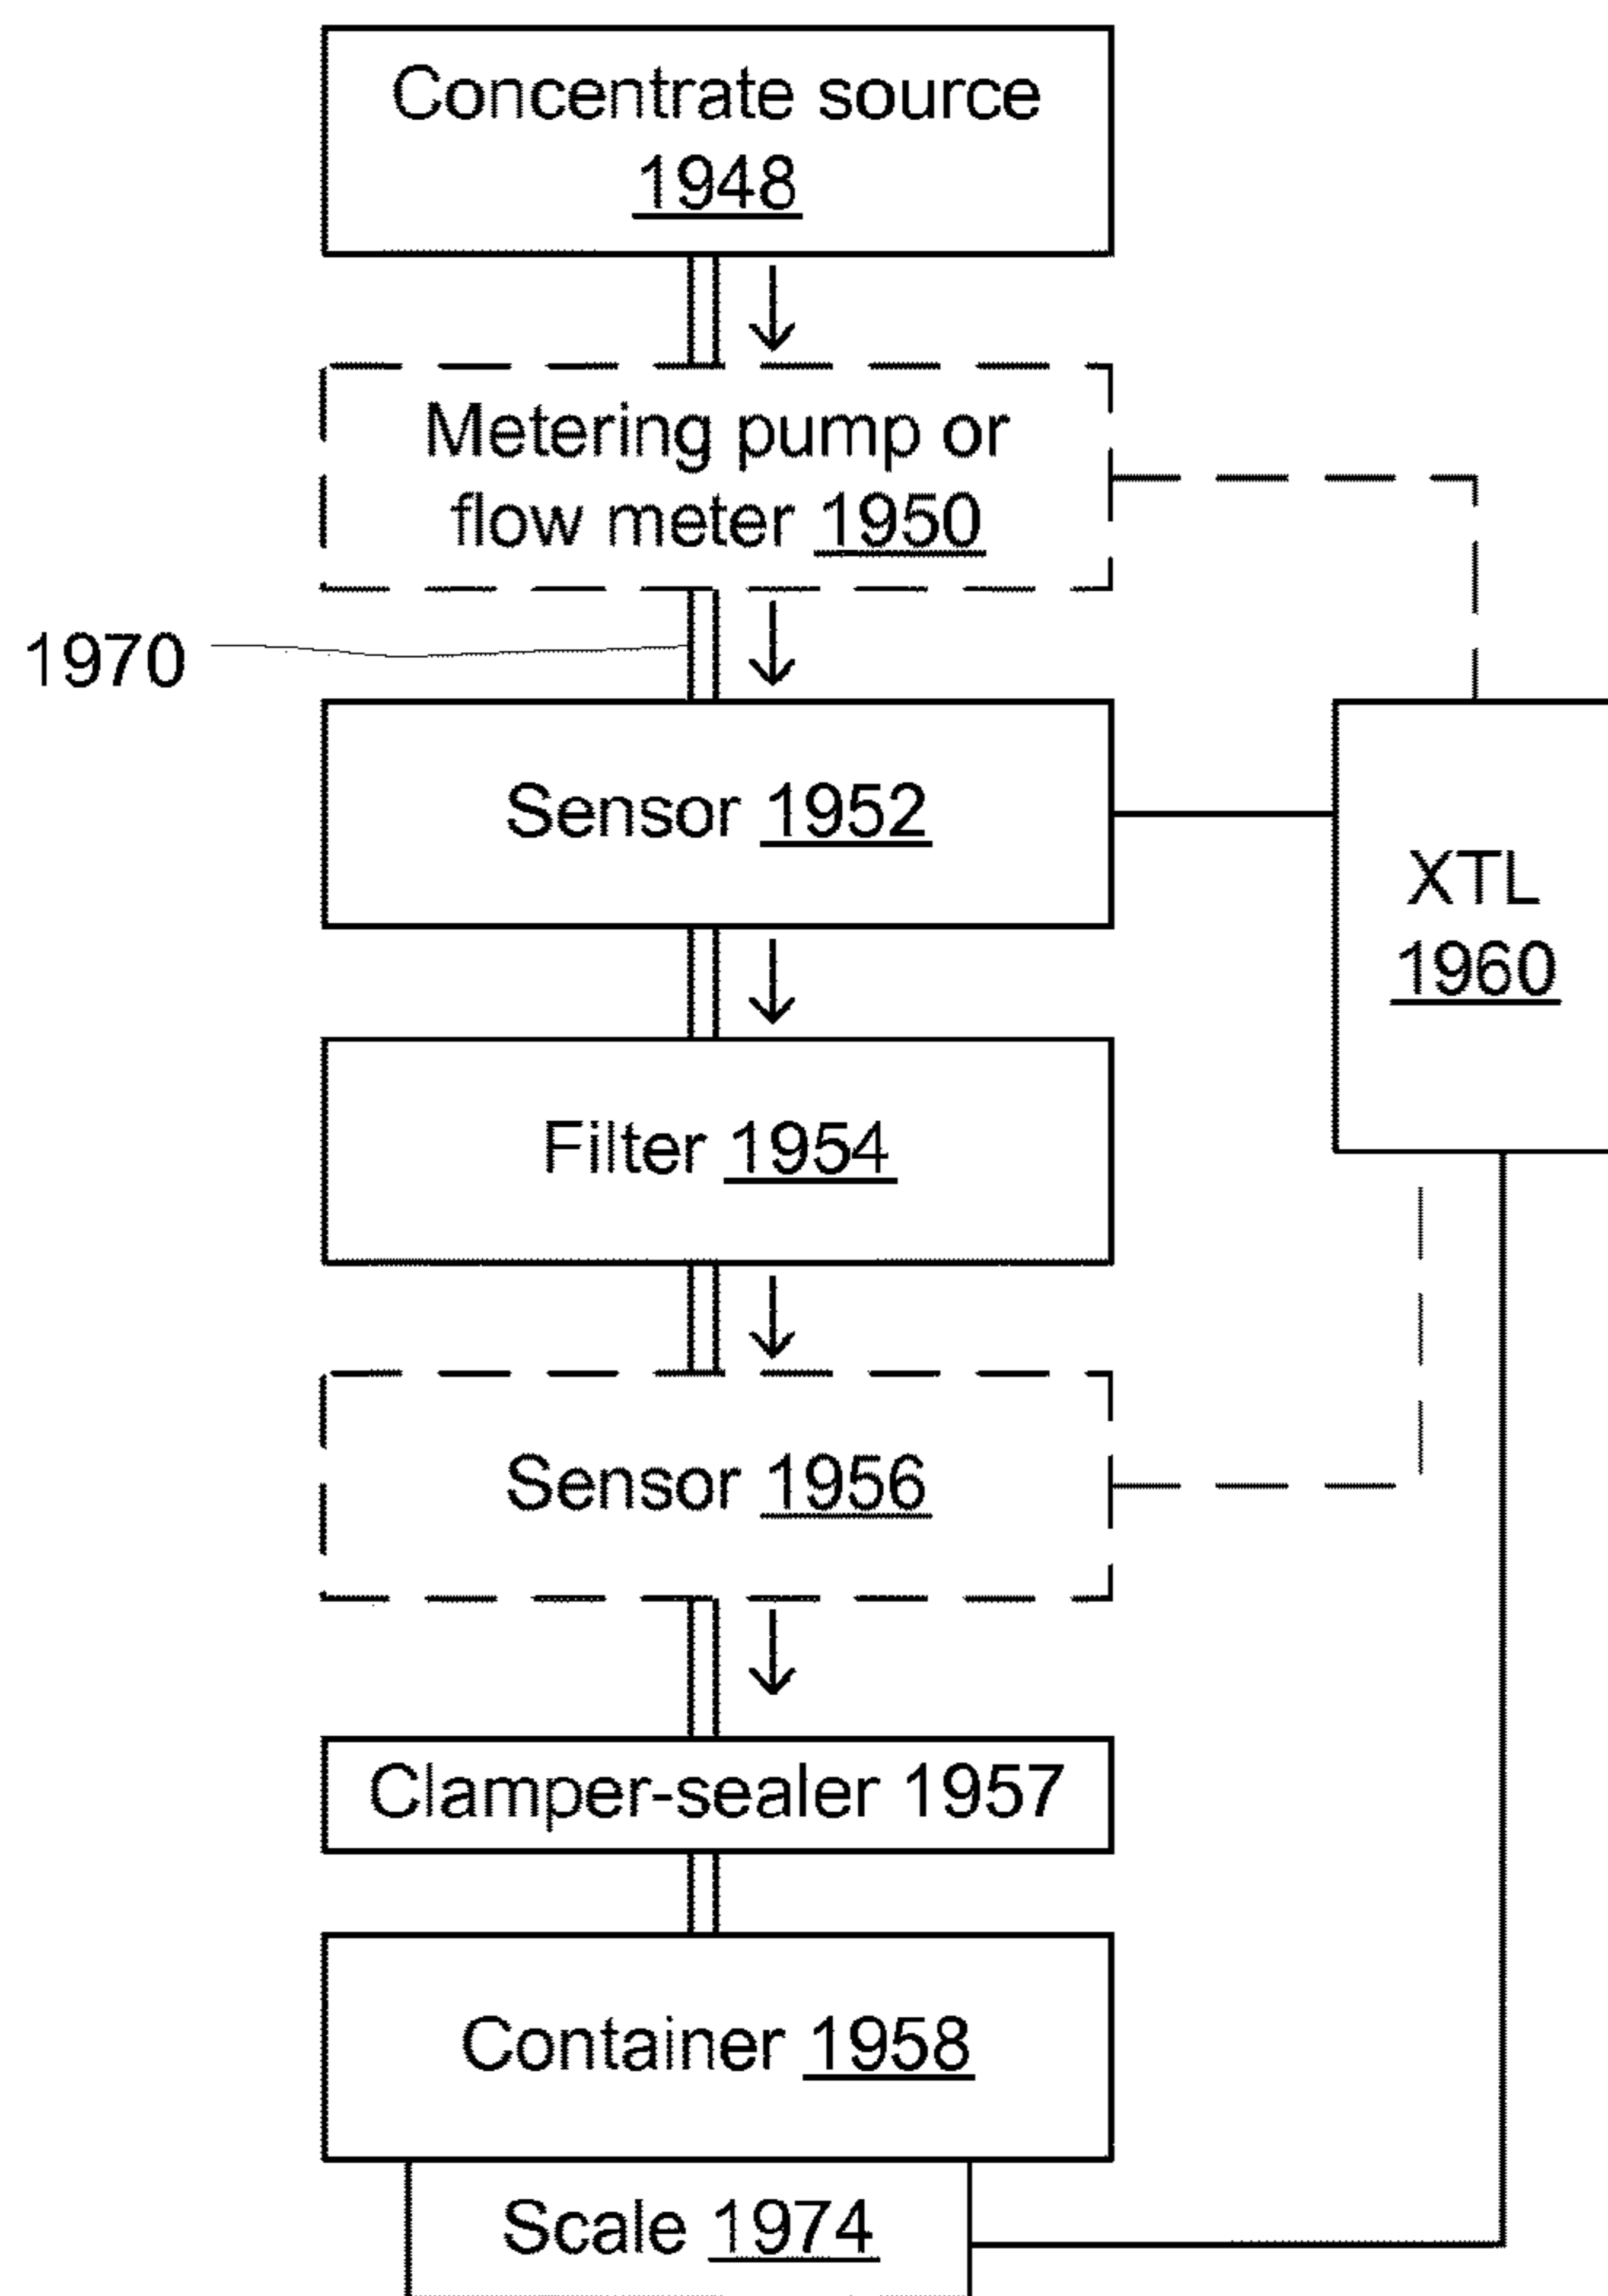 Concentrate source
1948
Metering pump or
flow meter 1950
1970
Sensor 1952
XTL
1960
Filter 1954
Sensor 1956
Clamper-sealer 1957
Container 1958
Scale 1974